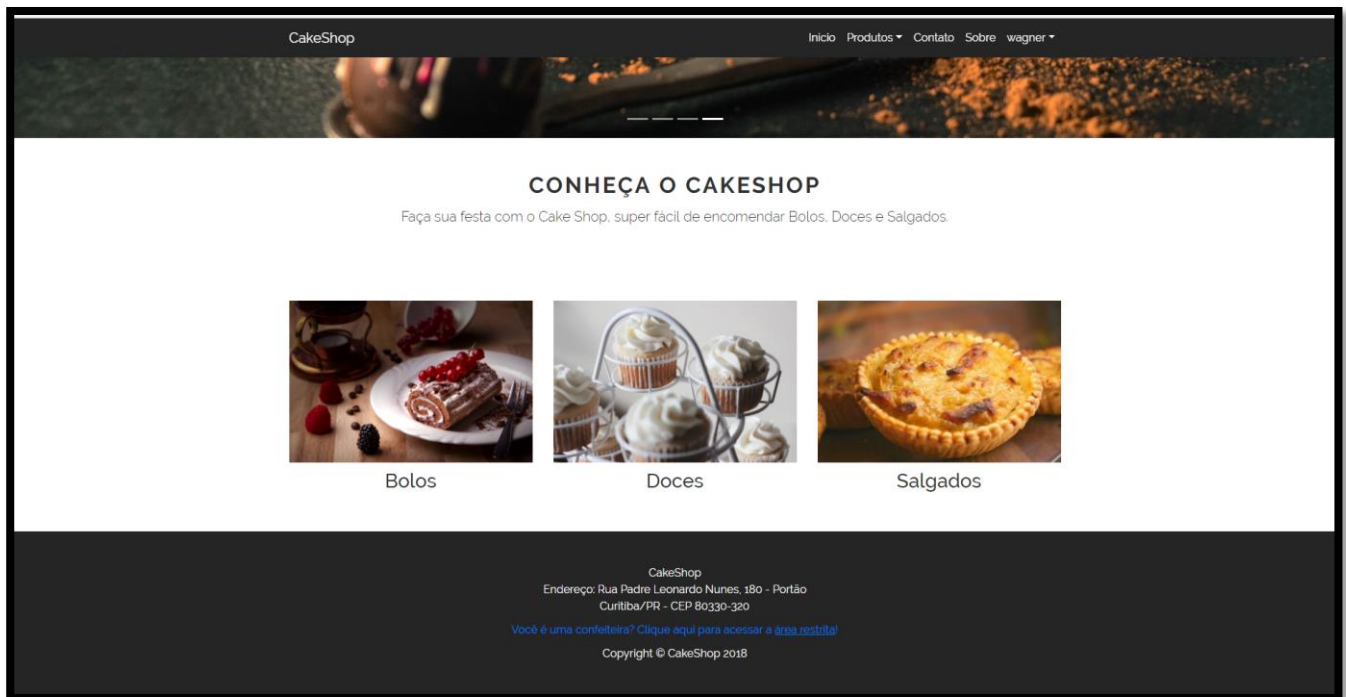 CakeShop
Inicio Produtos Contato Sobre wagner
CONHEÇA O CAKESHOP
Faça sua festa com o Cake Shop, super fácil de encomendar Bolos, Doces e Salgados.
Bolos
Doces
Salgados
CakeShop
Endereço: Rua Padre Leonardo Nunes, 180 - Portão
Curitiba/PR - CEP 80330-320
Você é uma confeiteira? Clique aqui para acessar a área restrita!
Copyright © CakeShop 2018